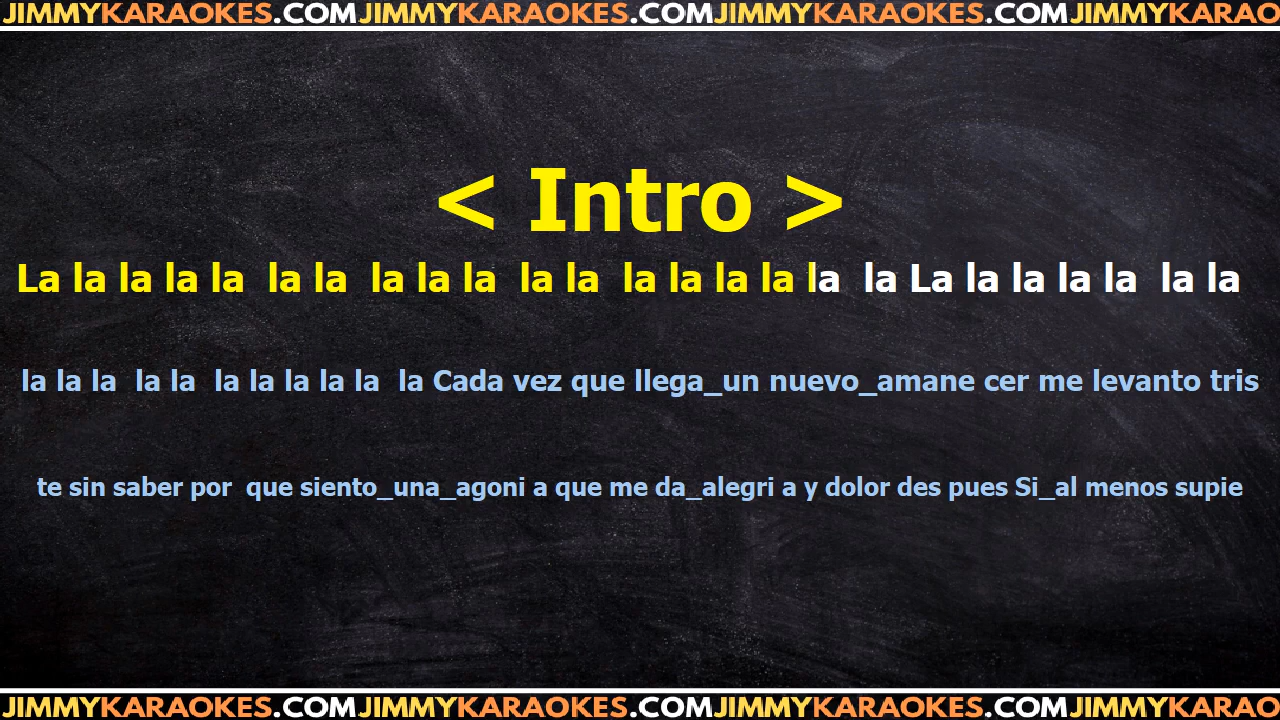 JIMMYKARAOKES.COMJIMMYKARAOKES.COMJIMMYKARAOKES.COMJIMMYKARAO
< Intro >
La la la la la  la la  la la la  la la  la la la la la  la La la la la la  la la
la la la  la la  la la la la la  la Cada vez que llega_un nuevo_amane cer me levanto tris
te sin saber por  que siento_una_agoni a que me da_alegri a y dolor des pues Si_al menos supie
JIMMYKARAOKES.COMJIMMYKARAOKES.COMJIMMYKARAOKES.COMJIMMYKARAO